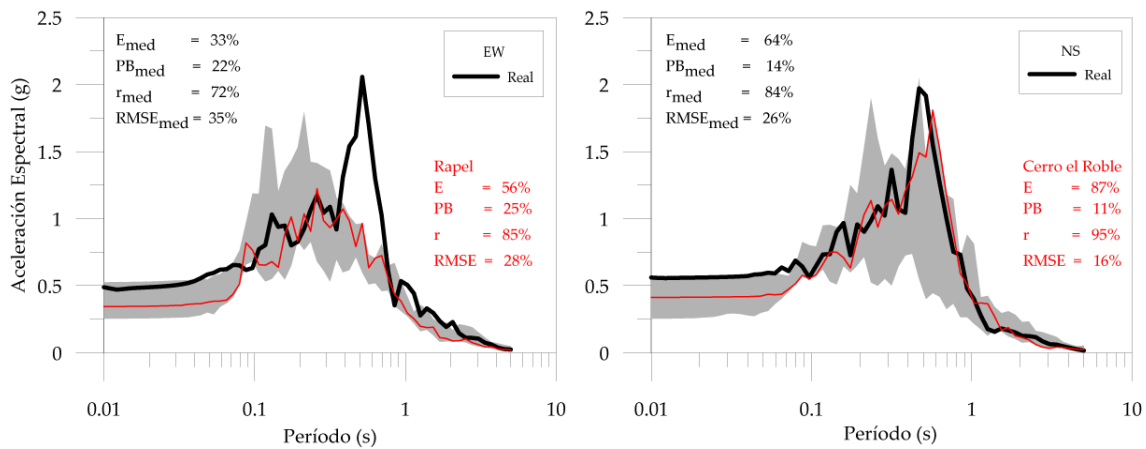 Aceleración Espectral (g)
2.5
2
1.5
1
0.5
0
E_med = 33%
PB_med = 22%
r_med = 72%
RMSE_med = 35%
EW
Real
Rapel
E = 56%
PB = 25%
r = 85%
RMSE = 28%
0.01
0.1
1
10
Período (s)
2.5
2
1.5
1
0.5
0
E_med = 64%
PB_med = 14%
r_med = 84%
RMSE_med = 26%
NS
Real
Cerro el Roble
E = 87%
PB = 11%
r = 95%
RMSE = 16%
0.01
0.1
1
10
Período (s)